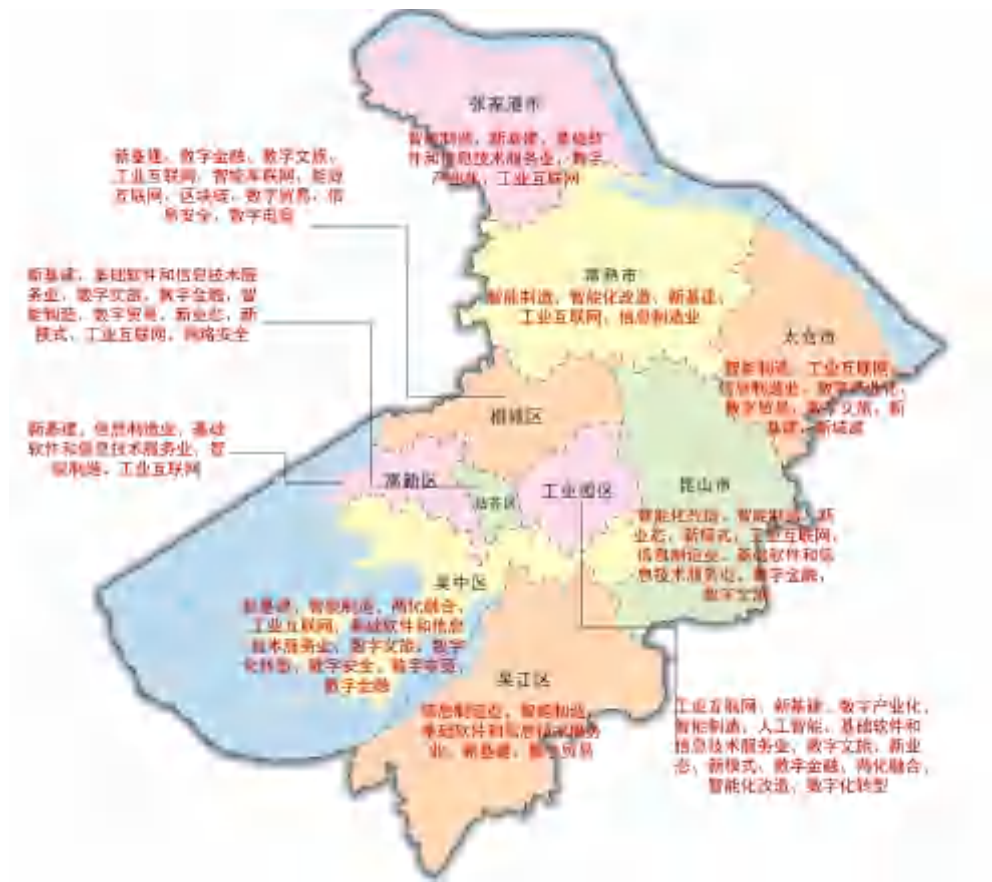 张家港市
智能制造、新基建、基础软
件和信息技术服务业、数字
产业化、工业互联网
新基建、数字金融、数字文旅、
工业互联网、智能车联网、能源
互联网、区块链、数字贸易、信
息安全、数字电商
新基建、基础软件和信息技术服
务业、数字文旅、数字金融、智
能制造、数字贸易、新业态、新
模式、工业互联网、网络安全
常熟市
智能制造、智能化改造、新基建、
工业互联网、信息制造业
太仓市
智能制造、工业互联网、
信息制造业、数字产业化、
数字贸易、数字文旅、新
基建、新城建
相城区
新基建、信息制造业、基础
软件和信息技术服务业、智
能制造、工业互联网
高新区
姑苏区
工业园区
昆山市
智能化改造、智能制造、新
业态、新模式、工业互联网、
信息制造业、基础软件和信
息技术服务业、数字金融、
数字文旅
吴中区
新基建、智能制造、两化融合、
工业互联网、基础软件和信息
技术服务业、数字文旅、数字
化转型、数字安全、数字
数字金融
吴江区
信息制造业、智能制造、
基础软件和信息技术服务
业、新基建、数字贸易
工业互联网、新基建、数字产业化、
智能制造、人工智能、基础软件和
信息技术服务业、数字文旅、新业
态、新模式、数字金融、两化融合、
智能化改造、数字化转型